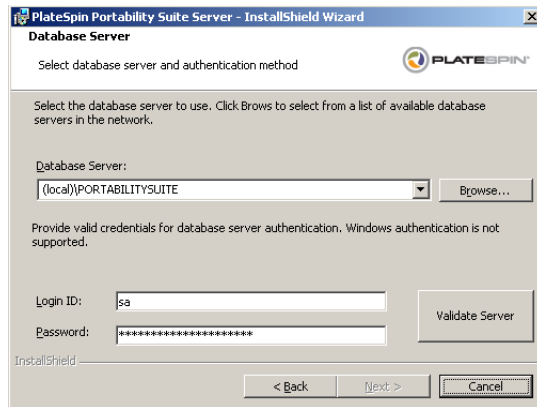 PlateSpin Portability Suite Server - InstallShield Wizard
Database Server
Select database server and authentication method
PLATESPIN
Select the database server to use. Click Brows to select from a list of available database
servers in the network.
Database Server:
(local)\PORTABILITYSUITE
Browse...
Provide valid credentials for database server authentication. Windows authentication is not
supported.
Login ID:
sa
Validate Server
Password:
*********************
InstallShield
< Back
Next >
Cancel